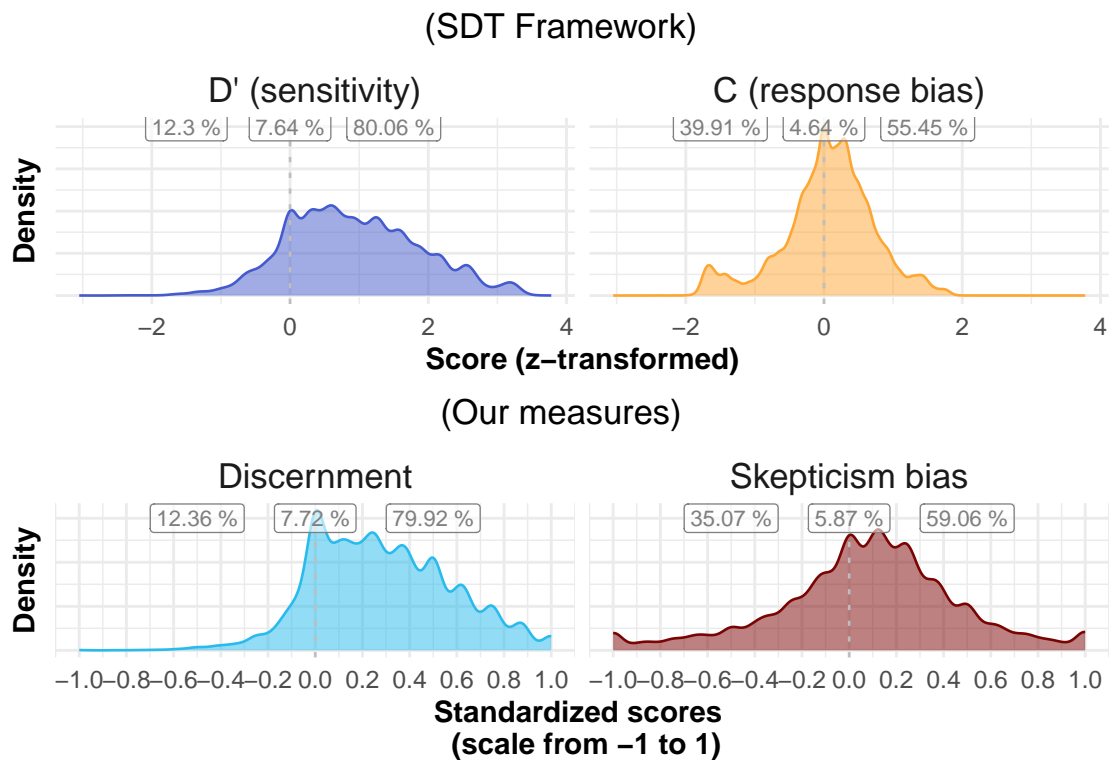 (SDT Framework)
D' (sensitivity) C (response bias)
12.3 % 7.64 % 80.06 % 39.91 % 4.64 % 55.45 %
Density
−2 0 2 4 −2 0 2 4
Score (z−transformed)
(Our measures)
Discernment Skepticism bias
12.36 % 7.72 % 79.92 % 35.07 % 5.87 % 59.06 %
Density
−1.0−0.8−0.6−0.4−0.2 0.0 0.2 0.4 0.6 0.8 1.0 −1.0−0.8−0.6−0.4−0.2 0.0 0.2 0.4 0.6 0.8 1.0
Standardized scores
(scale from −1 to 1)